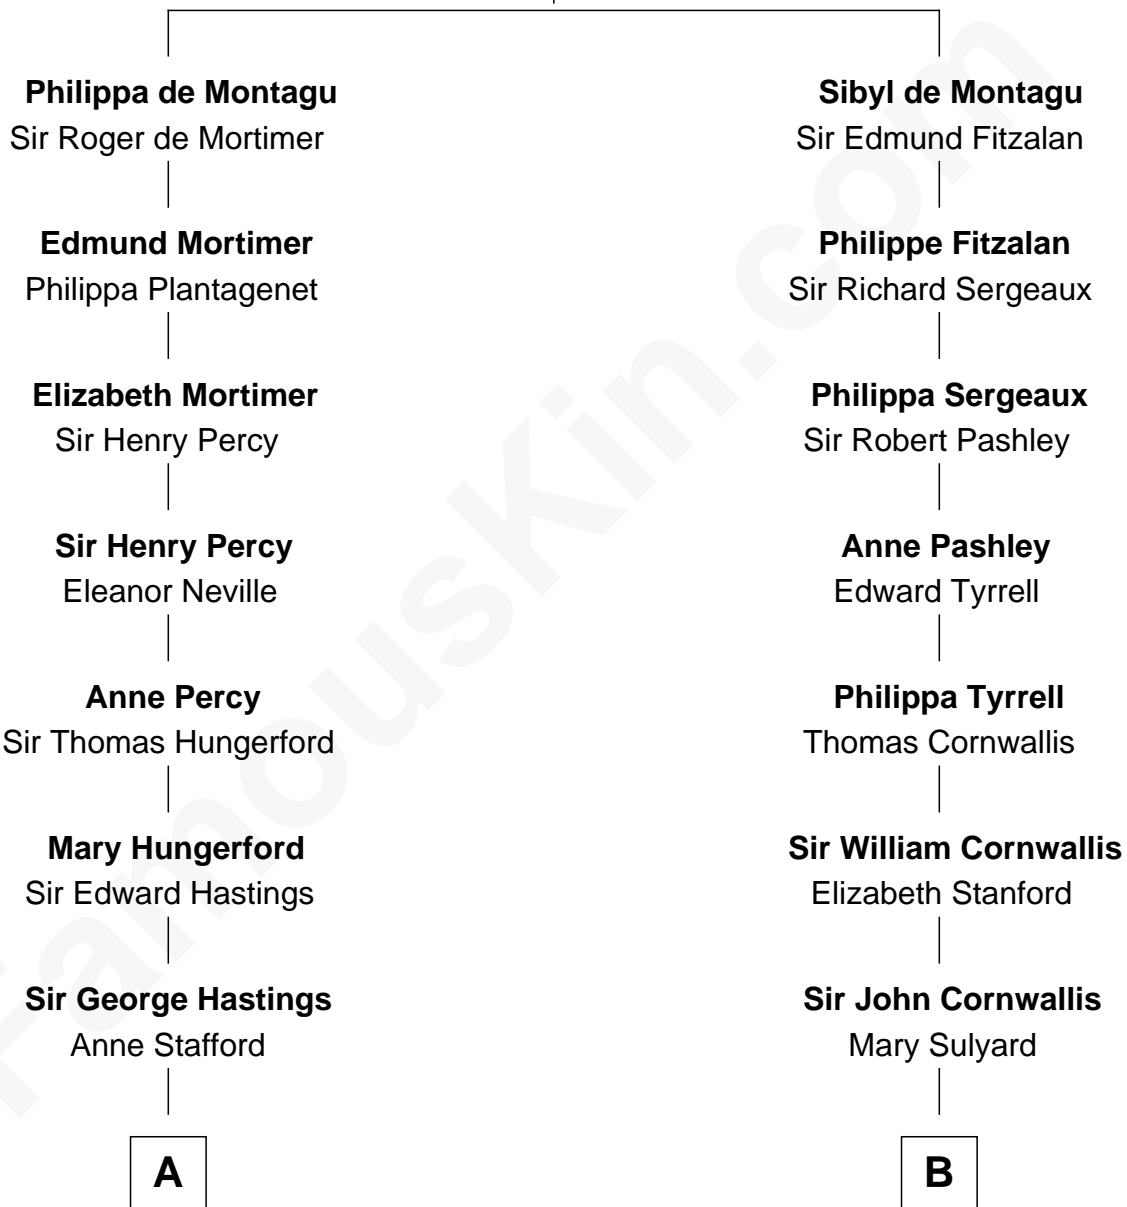 Philippa de Montagu
Sir Roger de Mortimer
Sibyl de Montagu
Sir Edmund Fitzalan
Edmund Mortimer
Philippa Plantagenet
Philippe Fitzalan
Sir Richard Sergeaux
Elizabeth Mortimer
Sir Henry Percy
Philippa Sergeaux
Sir Robert Pashley
Sir Henry Percy
Eleanor Neville
Anne Pashley
Edward Tyrrell
Anne Percy
Sir Thomas Hungerford
Philippa Tyrrell
Thomas Cornwallis
Mary Hungerford
Sir Edward Hastings
Sir William Cornwallis
Elizabeth Stanford
Sir George Hastings
Anne Stafford
Sir John Cornwallis
Mary Sulyard
A
B
FamousKin.com